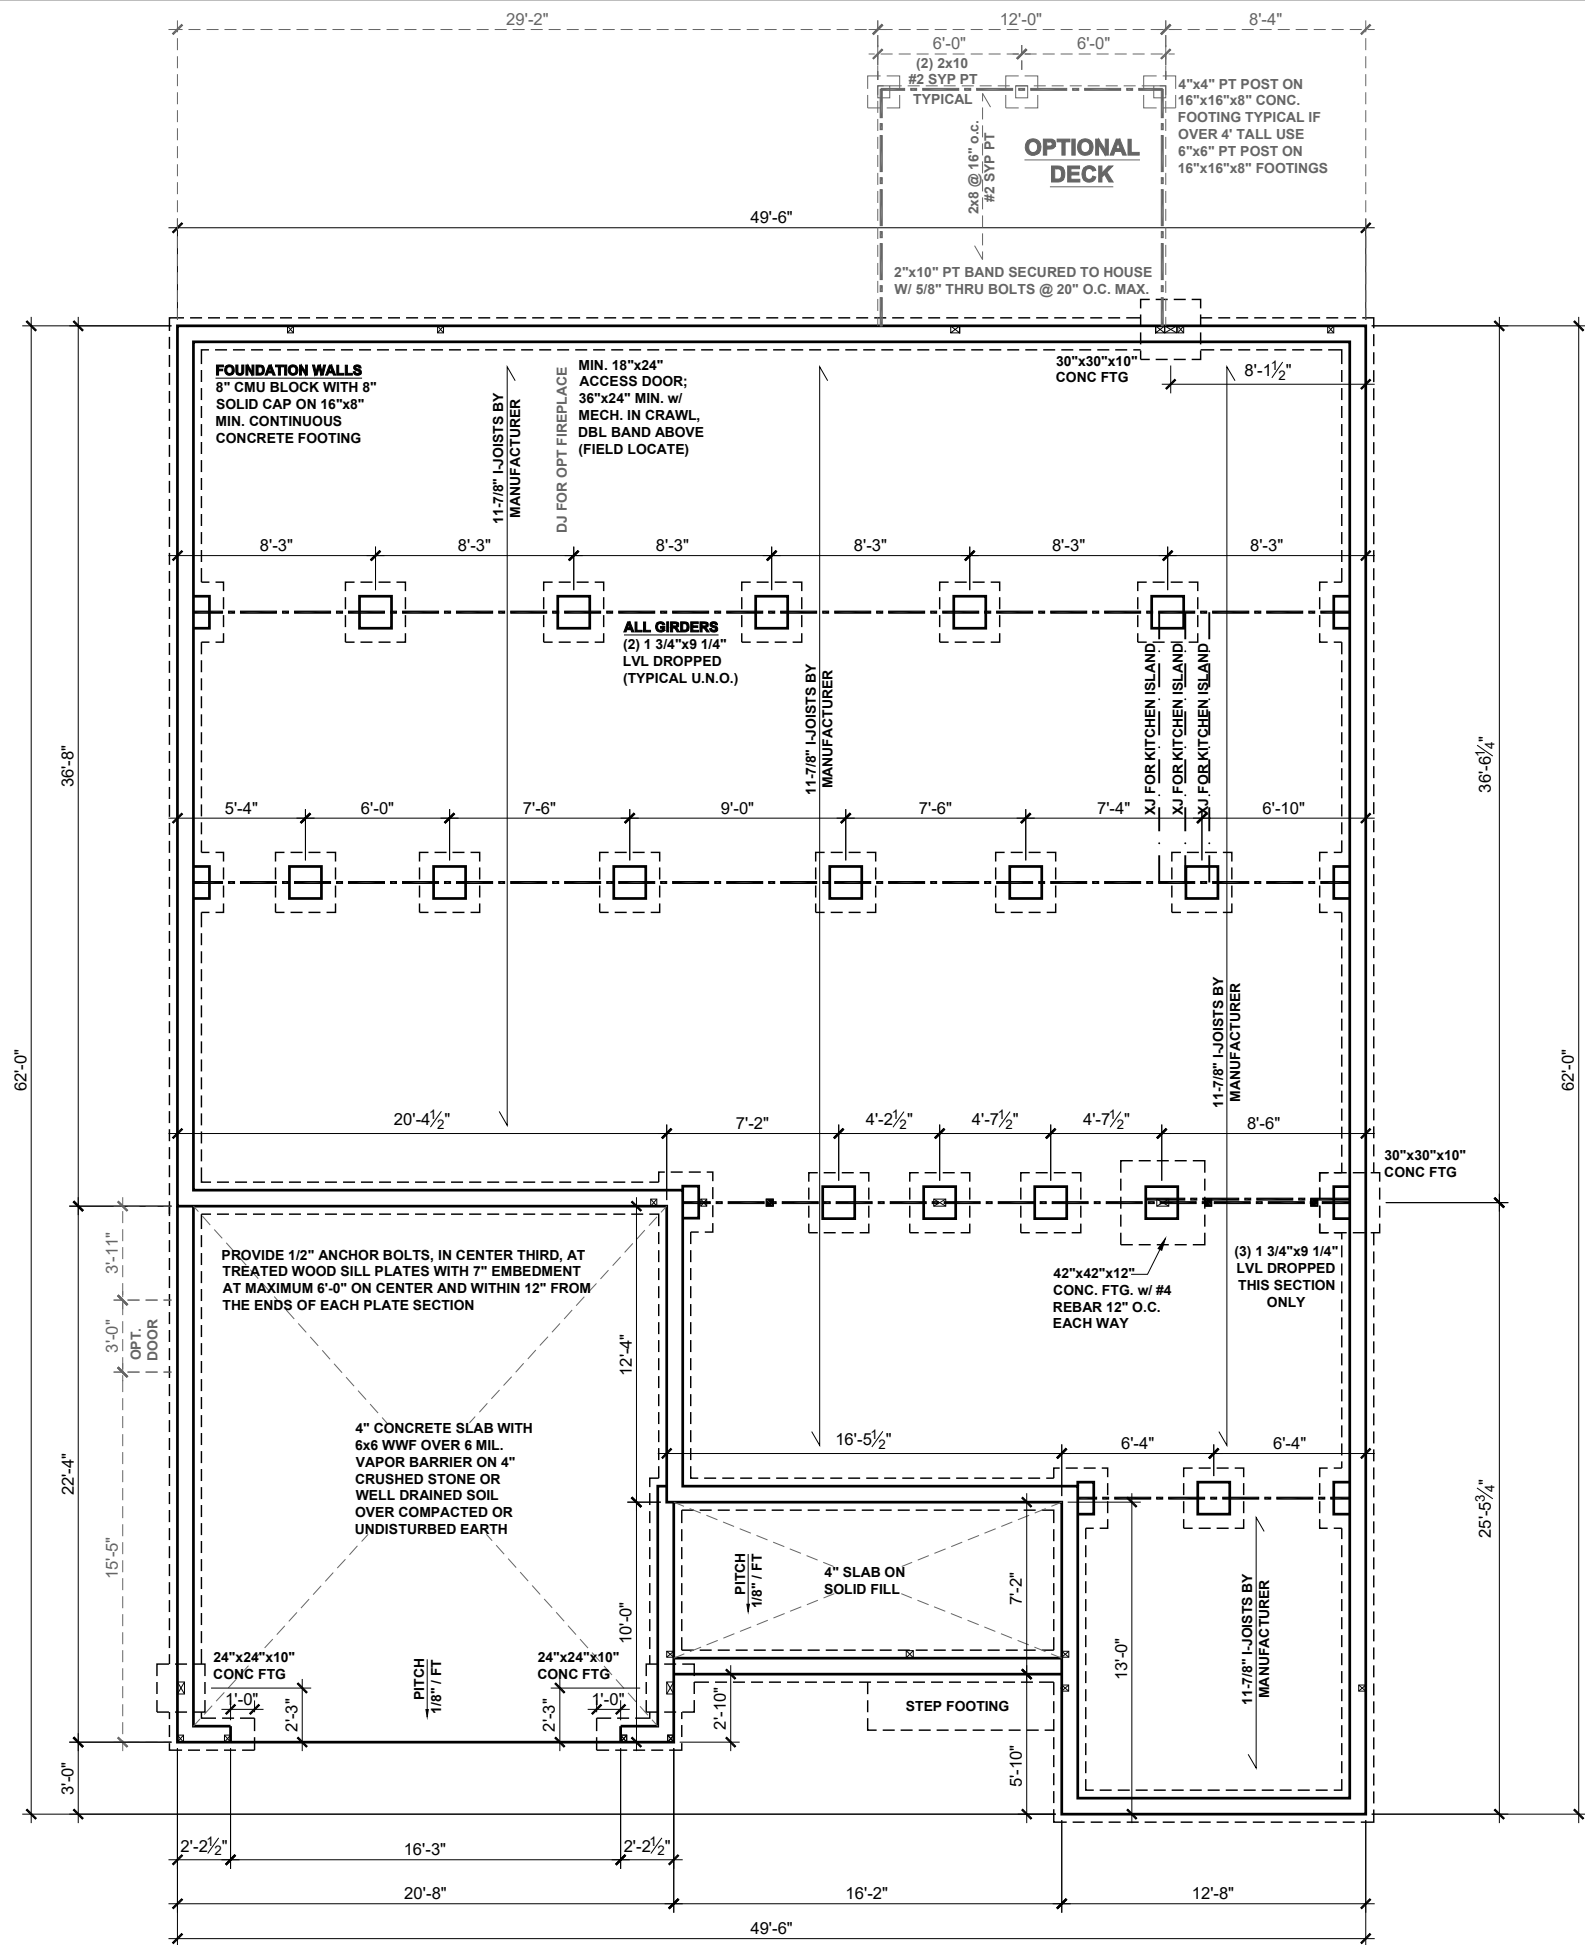 29'-2"
12'-0"
8'-4"
6'-0"
6'-0"
(2) 2x10
#2 SYP PT
TYPICAL
4"x4" PT POST ON
16"x16"x8" CONC.
FOOTING TYPICAL IF
OVER 4' TALL USE
6"x6" PT POST ON
16"x16"x8" FOOTINGS
2x8 @ 16" o.c.
#2 SYP PT
OPTIONAL
DECK
49'-6"
2"x10" PT BAND SECURED TO HOUSE
W/ 5/8" THRU BOLTS @ 20" O.C. MAX.
FOUNDATION WALLS
8" CMU BLOCK WITH 8"
SOLID CAP ON 16"x8"
MIN. CONTINUOUS
CONCRETE FOOTING
11-7/8" I-JOISTS BY
MANUFACTURER
DJ FOR OPT FIREPLACE
MIN. 18"x24"
ACCESS DOOR;
36"x24" MIN. w/
MECH. IN CRAWL,
DBL BAND ABOVE
(FIELD LOCATE)
30"x30"x10"
CONC FTG
8'-1½"
8'-3"
8'-3"
8'-3"
8'-3"
8'-3"
8'-3"
ALL GIRDERS
(2) 1 3/4"x9 1/4"
LVL DROPPED
(TYPICAL U.N.O.)
11-7/8" I-JOISTS BY
MANUFACTURER
XJ FOR KITCHEN ISLAND
XJ FOR KITCHEN ISLAND
XJ FOR KITCHEN ISLAND
36'-8"
36'-6¼"
5'-4"
6'-0"
7'-6"
9'-0"
7'-6"
7'-4"
6'-10"
62'-0"
62'-0"
11-7/8" I-JOISTS BY
MANUFACTURER
20'-4½"
7'-2"
4'-2½"
4'-7½"
4'-7½"
8'-6"
30"x30"x10"
CONC FTG
3'-11"
PROVIDE 1/2" ANCHOR BOLTS, IN CENTER THIRD, AT
TREATED WOOD SILL PLATES WITH 7" EMBEDMENT
AT MAXIMUM 6'-0" ON CENTER AND WITHIN 12" FROM
THE ENDS OF EACH PLATE SECTION
42"x42"x12"
CONC. FTG. w/ #4
REBAR 12" O.C.
EACH WAY
(3) 1 3/4"x9 1/4"
LVL DROPPED
THIS SECTION
ONLY
3'-0"
OPT.
DOOR
12'-4"
4" CONCRETE SLAB WITH
6x6 WWF OVER 6 MIL.
VAPOR BARRIER ON 4"
CRUSHED STONE OR
WELL DRAINED SOIL
OVER COMPACTED OR
UNDISTURBED EARTH
16'-5½"
6'-4"
6'-4"
22'-4"
25'-5¾"
15'-5"
PITCH
1/8" / FT
4" SLAB ON
SOLID FILL
7'-2"
10'-0"
13'-0"
11-7/8" I-JOISTS BY
MANUFACTURER
24"x24"x10"
CONC FTG
24"x24"x10"
CONC FTG
PITCH
1/8" / FT
1'-0"
2'-3"
2'-3"
1'-0"
2'-10"
STEP FOOTING
5'-10"
3'-0"
2'-2½"
16'-3"
2'-2½"
20'-8"
16'-2"
12'-8"
49'-6"